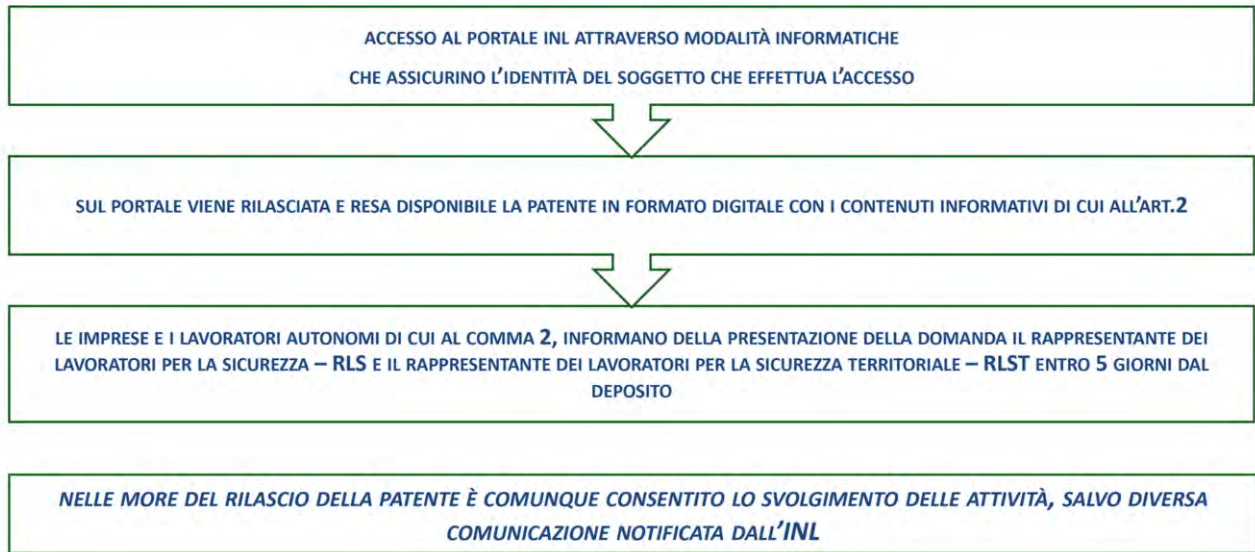 ACCESSO AL PORTALE INL ATTRAVERSO MODALITÀ INFORMATICHE
CHE ASSICURINO L'IDENTITÀ DEL SOGGETTO CHE EFFETTUA L'ACCESSO
SUL PORTALE VIENE RILASCIATA E RESA DISPONIBILE LA PATENTE IN FORMATO DIGITALE CON I CONTENUTI INFORMATIVI DI CUI ALL'ART.2
LE IMPRESE E I LAVORATORI AUTONOMI DI CUI AL COMMA 2, INFORMANO DELLA PRESENTAZIONE DELLA DOMANDA IL RAPPRESENTANTE DEI
LAVORATORI PER LA SICUREZZA – RLS E IL RAPPRESENTANTE DEI LAVORATORI PER LA SICUREZZA TERRITORIALE – RLST ENTRO 5 GIORNI DAL
DEPOSITO
NELLE MORE DEL RILASCIO DELLA PATENTE È COMUNQUE CONSENTITO LO SVOLGIMENTO DELLE ATTIVITÀ, SALVO DIVERSA
COMUNICAZIONE NOTIFICATA DALL'INL